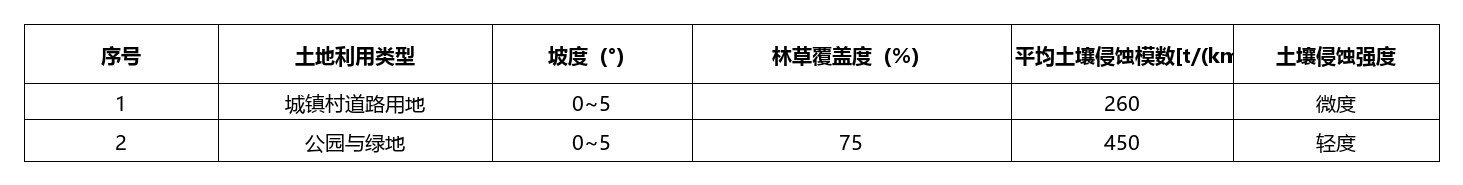 序号 土地利用类型 坡度（°） 林草覆盖度（%） 平均土壤侵蚀模数[t/(km 土壤侵蚀强度
1 城镇村道路用地 0~5 260 微度
2 公园与绿地 0~5 75 450 轻度